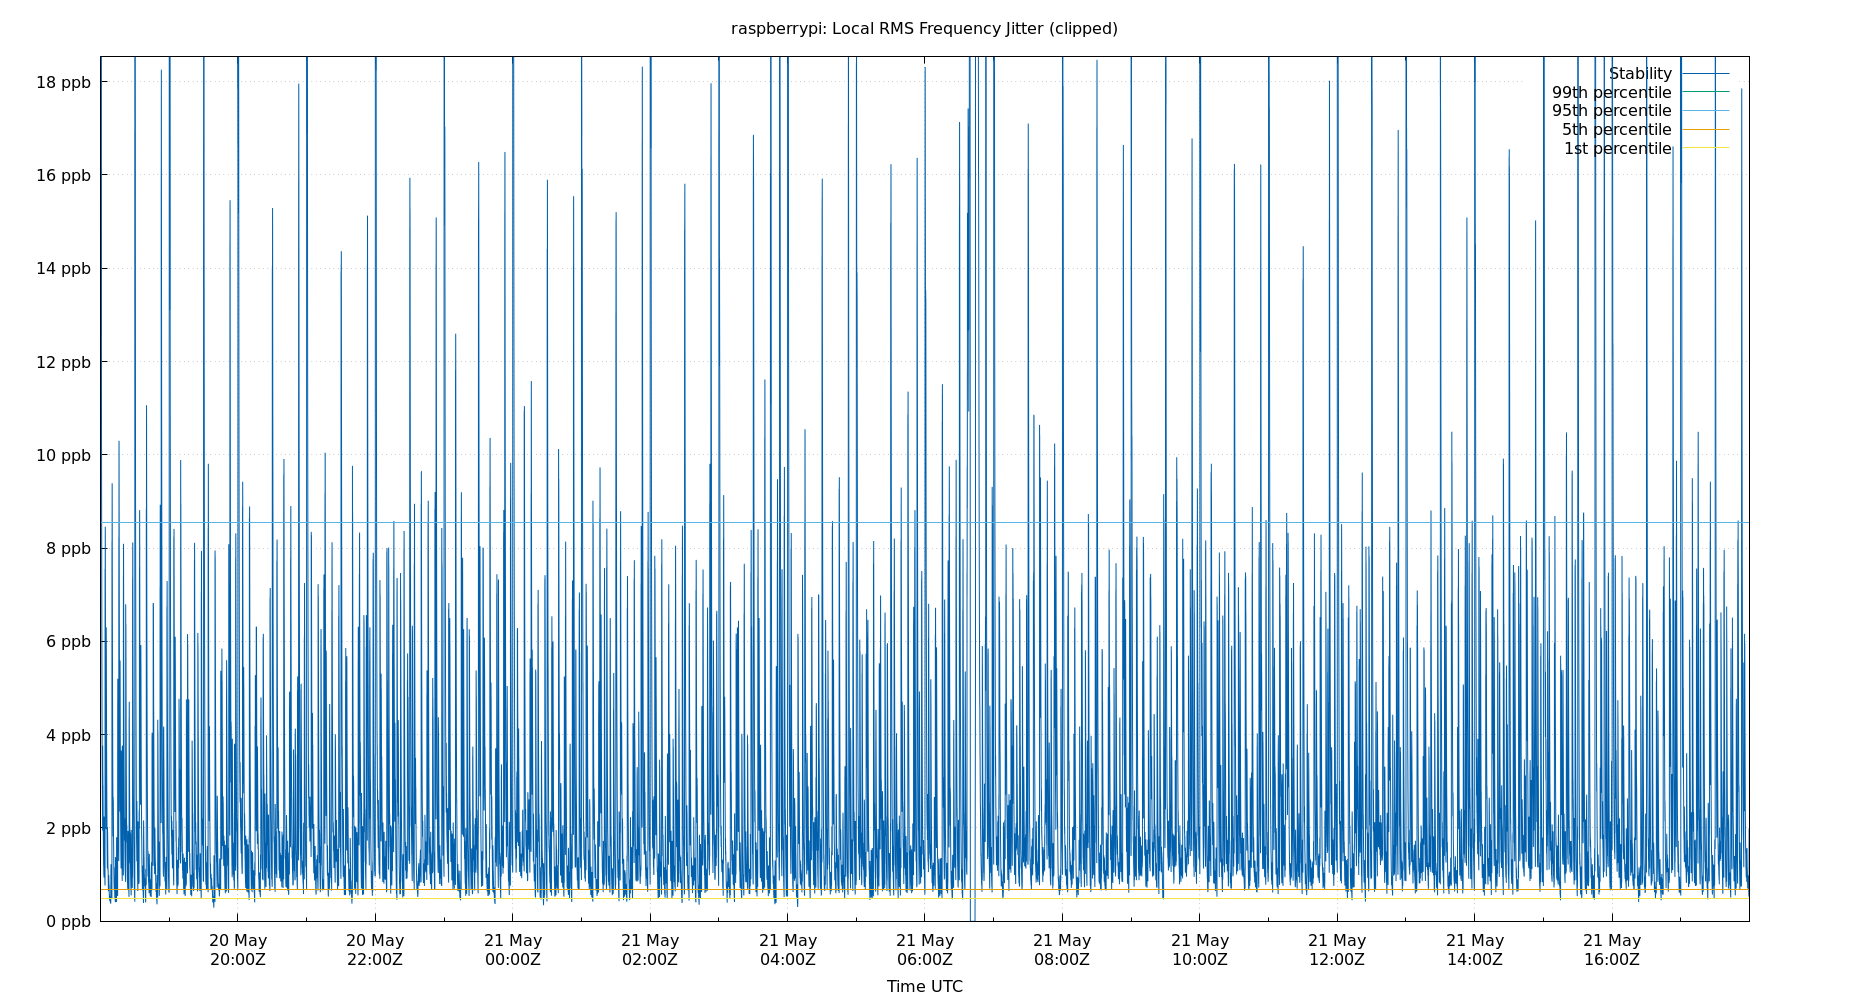 raspberrypi: Local RMS Frequency Jitter (clipped)
18 ppb
16 ppb
14 ppb
12 ppb
10 ppb
8 ppb
6 ppb
4 ppb
2 ppb
0 ppb
Stability
99th percentile
95th percentile
5th percentile
1st percentile
20 May
20:00Z
20 May
22:00Z
21 May
00:00Z
21 May
02:00Z
21 May
04:00Z
21 May
06:00Z
21 May
08:00Z
21 May
10:00Z
21 May
12:00Z
21 May
14:00Z
21 May
16:00Z
Time UTC